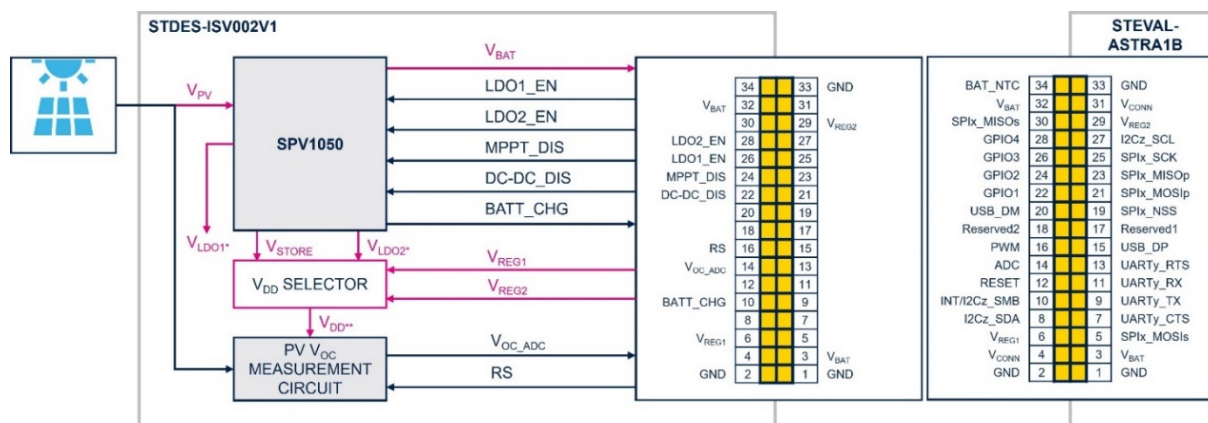 STDES-ISV002V1
STEVAL-
ASTRA1B
VPV
SPV1050
VBAT
LDO1_EN
LDO2_EN
MPPT_DIS
DC-DC_DIS
BATT_CHG
VLDO1*
VSTORE
VLDO2*
VREG1
VREG2
VDD SELECTOR
VDD**
PV VOC
MEASUREMENT
CIRCUIT
VOC_ADC
RS
34 33 GND
VBAT 32 31
30 29 VREG2
LDO2_EN 28 27
LDO1_EN 26 25
MPPT_DIS 24 23
DC-DC_DIS 22 21
20 19
18 17
RS 16 15
VOC_ADC 14 13
12 11
BATT_CHG 10 9
8 7
VREG1 6 5
4 3 VBAT
GND 2 1 GND
BAT_NTC 34 33 GND
VBAT 32 31 VCONN
SPIx_MISOs 30 29 VREG2
GPIO4 28 27 I2Cz_SCL
GPIO3 26 25 SPIx_SCK
GPIO2 24 23 SPIx_MISOp
GPIO1 22 21 SPIx_MOSIp
USB_DM 20 19 SPIx_NSS
Reserved2 18 17 Reserved1
PWM 16 15 USB_DP
ADC 14 13 UARTy_RTS
RESET 12 11 UARTy_RX
INT/I2Cz_SMB 10 9 UARTy_TX
I2Cz_SDA 8 7 UARTy_CTS
VREG1 6 5 SPIx_MOSIs
VCONN 4 3 VBAT
GND 2 1 GND